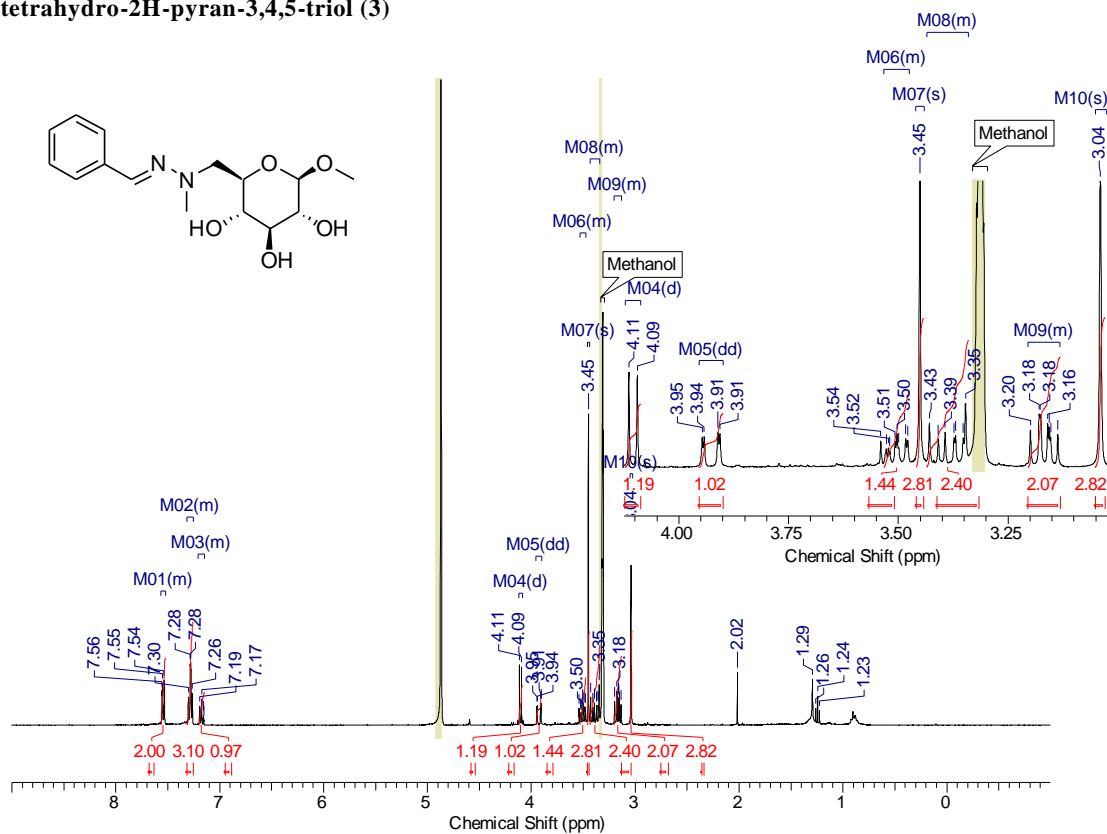 tetrahydro-2H-pyran-3,4,5-triol (3)
M08(m)
M06(m)
M07(s)
M10(s)
3.45
3.04
Methanol
N
N
O
O
HO
OH
OH
M08(m)
M09(m)
M06(m)
Methanol
M04(d)
M07(s)
4.11
4.09
M05(dd)
M09(m)
3.45
3.95
3.94
3.91
3.91
3.54
3.52
3.51
3.50
3.43
3.39
3.35
3.20
3.18
3.18
3.16
M10(s)
1.19 1.02 1.44 2.81 2.40 2.07 2.82
4.00 3.75 3.50 3.25
Chemical Shift (ppm)
M02(m)
M03(m)
M01(m)
M05(dd)
M04(d)
7.56
7.55
7.54
7.30
7.28
7.28
7.26
7.19
7.17
4.11
4.09
3.95
3.91
3.94
3.50
3.35
3.18
2.02
1.29
1.26
1.24
1.23
2.00 3.10 0.97 1.19 1.02 1.44 2.81 2.40 2.07 2.82
8 7 6 5 4 3 2 1 0
Chemical Shift (ppm)